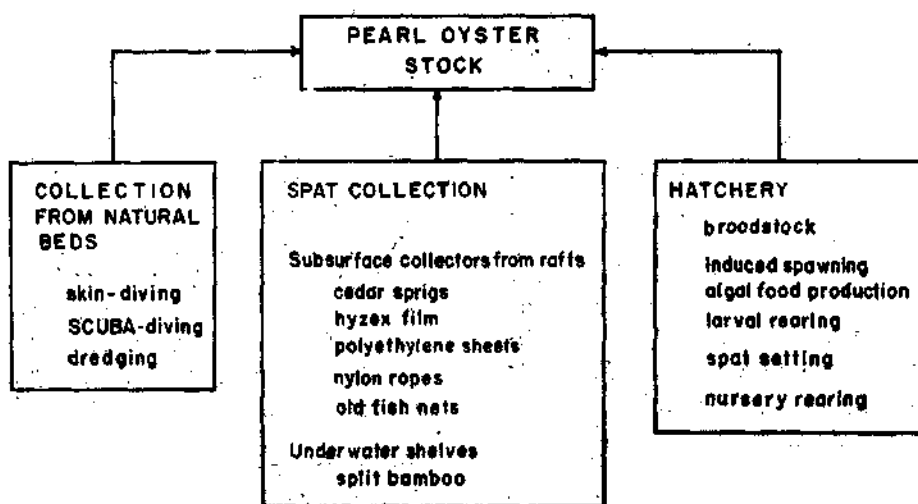 PEARL OYSTER
STOCK
COLLECTION
FROM NATURAL
BEDS
skin-diving
SCUBA-diving
dredging
SPAT COLLECTION
Subsurface collectors from rafts
cedar sprigs
hyzex film
polyethylene sheets
nylon ropes
old fish nets
Underwater shelves
split bamboo
HATCHERY
broodstock
induced spawning
algal food production
larval rearing
spat setting
nursery rearing